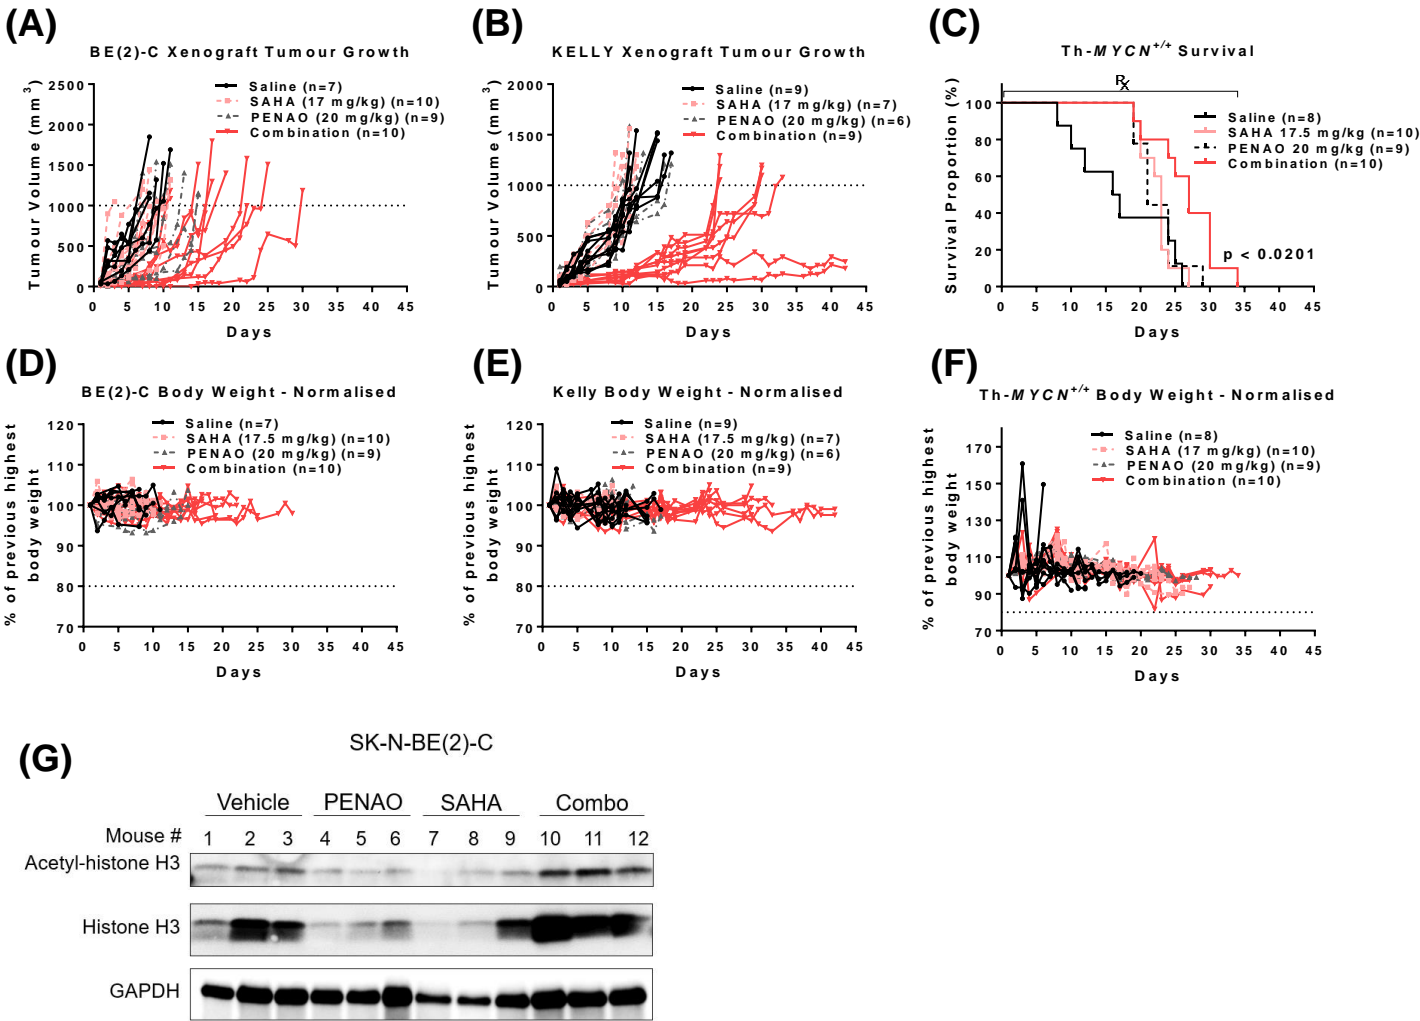 (A)
BE(2)-C Xenograft Tumour Growth
Tumour Volume (mm3)
2500
2000
1500
1000
500
0
Saline (n=7)
SAHA (17 mg/kg) (n=10)
PENAO (20 mg/kg) (n=9)
Combination (n=10)
0 5 10 15 20 25 30 35 40 45
Days
(B)
KELLY Xenograft Tumour Growth
Tumour Volume (mm3)
2000
1500
1000
500
0
Saline (n=9)
SAHA (17 mg/kg) (n=7)
PENAO (20 mg/kg) (n=6)
Combination (n=9)
0 5 10 15 20 25 30 35 40 45
Days
(C)
Th-MYCN+/+ Survival
Survival Proportion (%)
100
80
60
40
20
0
Rx
Saline (n=8)
SAHA 17.5 mg/kg (n=10)
PENAO 20 mg/kg (n=9)
Combination (n=10)
p < 0.0201
0 5 10 15 20 25 30 35 40 45
Days
(D)
BE(2)-C Body Weight - Normalised
% of previous highest
body weight
120
110
100
90
80
70
Saline (n=7)
SAHA (17.5 mg/kg) (n=10)
PENAO (20 mg/kg) (n=9)
Combination (n=10)
0 5 10 15 20 25 30 35 40 45
Days
(E)
Kelly Body Weight - Normalised
% of previous highest
body weight
120
110
100
90
80
70
Saline (n=9)
SAHA (17.5 mg/kg) (n=7)
PENAO (20 mg/kg) (n=6)
Combination (n=9)
0 5 10 15 20 25 30 35 40 45
Days
(F)
Th-MYCN+/+ Body Weight - Normalised
% of previous highest
body weight
170
150
130
110
90
70
Saline (n=8)
SAHA (17 mg/kg) (n=10)
PENAO (20 mg/kg) (n=9)
Combination (n=10)
0 5 10 15 20 25 30 35 40 45
Days
(G)
SK-N-BE(2)-C
Vehicle PENAO SAHA Combo
Mouse # 1 2 3 4 5 6 7 8 9 10 11 12
Acetyl-histone H3
Histone H3
GAPDH